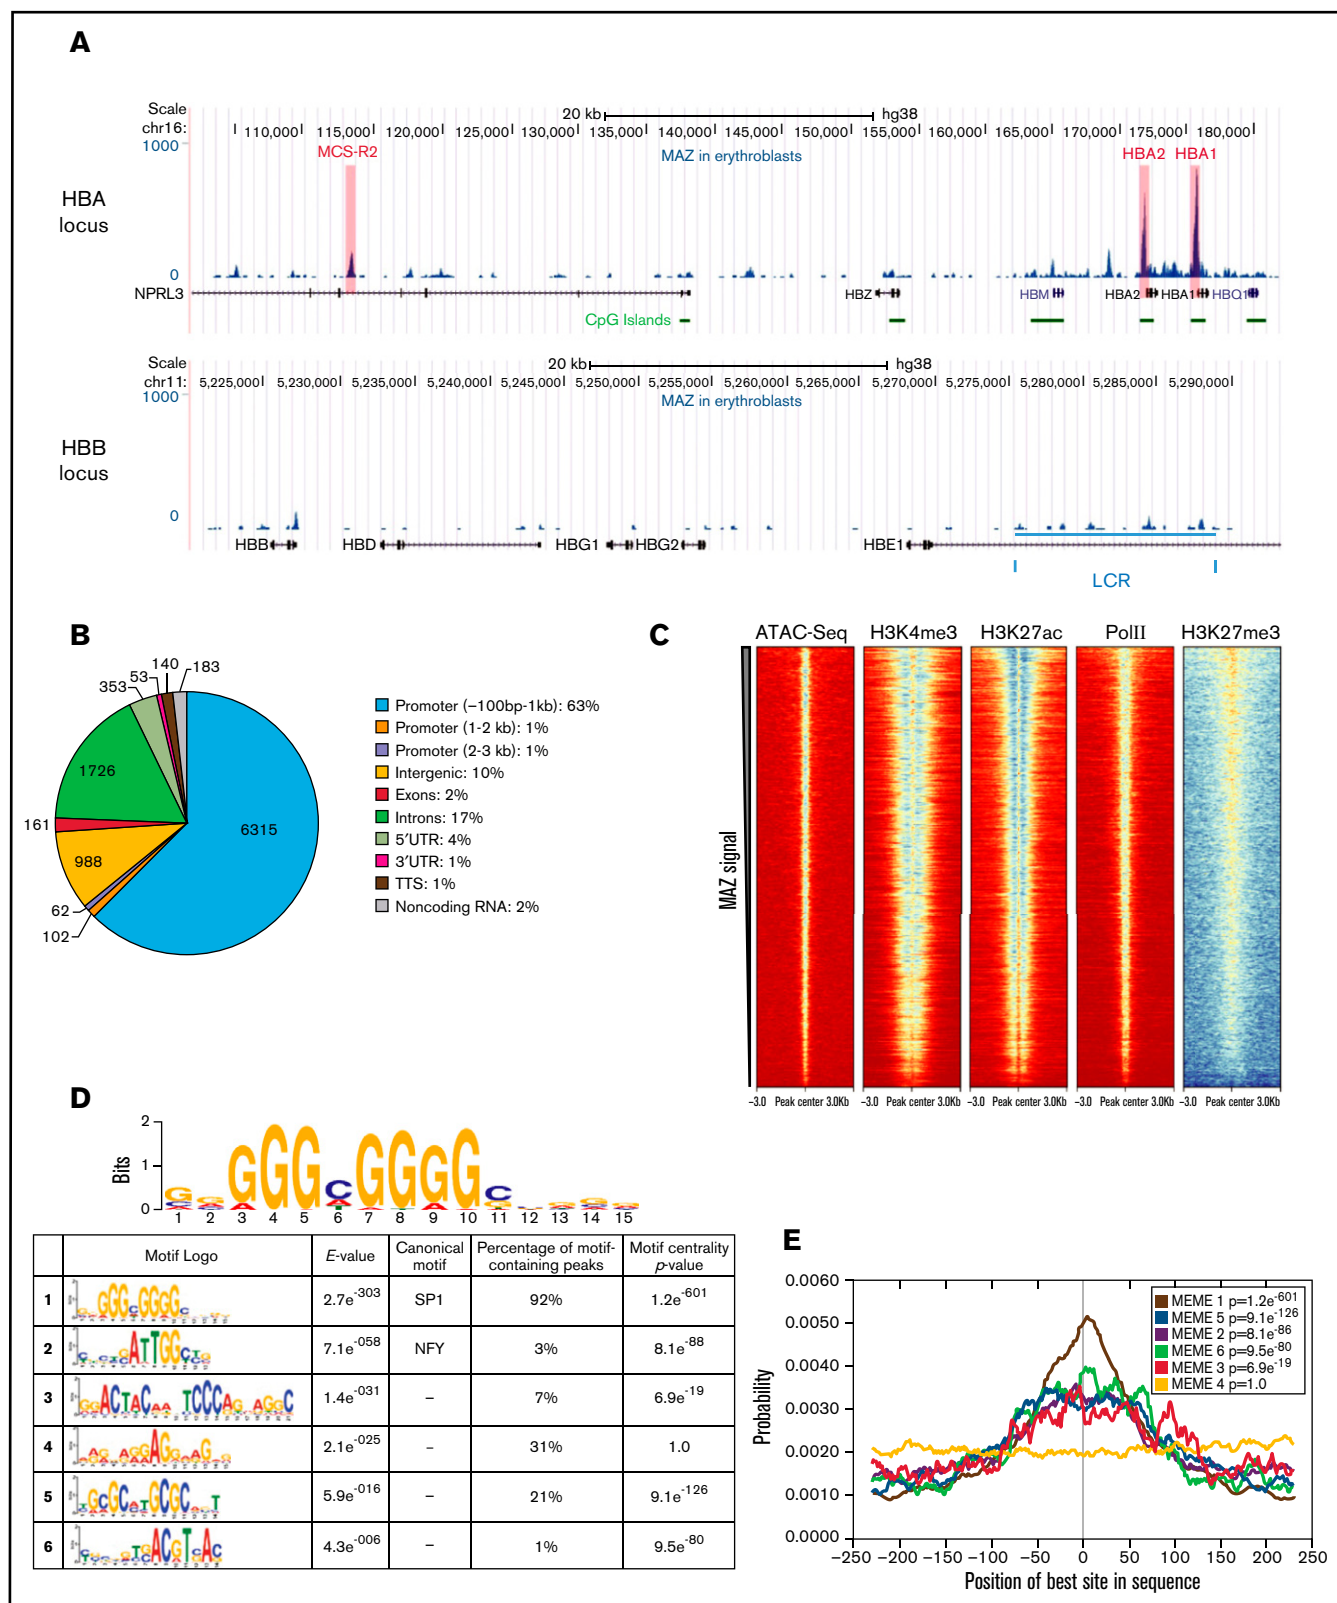 A
Scale
20 kb
hg38
chr16:
110,000
115,000
120,000
125,000
130,000
135,000
140,000
145,000
150,000
155,000
160,000
165,000
170,000
175,000
180,000
1000
MCS-R2
MAZ in erythroblasts
HBA2
HBA1
HBA
locus
0
NPRL3
HBZ
HBM
HBA2
HBA1
HBQ1
CpG Islands
Scale
20 kb
hg38
chr11:
5,225,000
5,230,000
5,235,000
5,240,000
5,245,000
5,250,000
5,255,000
5,260,000
5,265,000
5,270,000
5,275,000
5,280,000
5,285,000
5,290,000
1000
MAZ in erythroblasts
HBB
locus
0
HBB
HBD
HBG1
HBG2
HBE1
LCR
B
140
183
53
353
1726
6315
161
988
62
102
Promoter (−100bp-1kb): 63%
Promoter (1-2 kb): 1%
Promoter (2-3 kb): 1%
Intergenic: 10%
Exons: 2%
Introns: 17%
5′UTR: 4%
3′UTR: 1%
TTS: 1%
Noncoding RNA: 2%
C
ATAC-Seq
H3K4me3
H3K27ac
PolII
H3K27me3
MAZ signal
−3.0 Peak center 3.0Kb
−3.0 Peak center 3.0Kb
−3.0 Peak center 3.0Kb
−3.0 Peak center 3.0Kb
−3.0 Peak center 3.0Kb
D
Bits
2
1
0
1 2 3 4 5 6 7 8 9 10 11 12 13 14 15
Motif Logo
E-value
Canonical motif
Percentage of motif-containing peaks
Motif centrality p-value
1 2.7e-303 SP1 92% 1.2e-601
2 7.1e-058 NFY 3% 8.1e-88
3 1.4e-031 – 7% 6.9e-19
4 2.1e-025 – 31% 1.0
5 5.9e-016 – 21% 9.1e-126
6 4.3e-006 – 1% 9.5e-80
E
Probability
0.0060
0.0050
0.0040
0.0030
0.0020
0.0010
0.0000
MEME 1 p=1.2e-601
MEME 5 p=9.1e-126
MEME 2 p=8.1e-86
MEME 6 p=9.5e-80
MEME 3 p=6.9e-19
MEME 4 p=1.0
−250 −200 −150 −100 −50 0 50 100 150 200 250
Position of best site in sequence